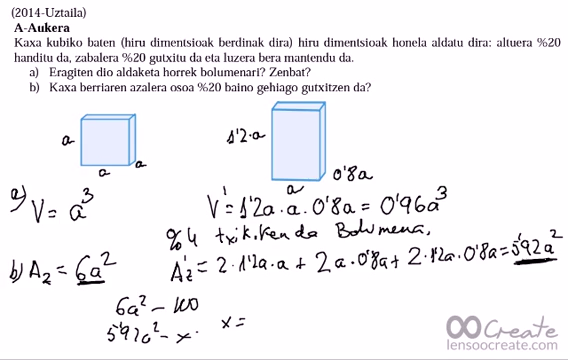 (2014-Uztaila)
A-Aukera
Kaxa kubiko baten (hiru dimentsioak berdinak dira) hiru dimentsioak honela aldatu dira: altuera %20
handitu da, zabalera %20 gutxitu da eta luzera bera mantendu da.
a) Eragiten dio aldaketa horrek bolumenari? Zenbat?
b) Kaxa berriaren azalera osoa %20 baino gehiago gutxitzen da?
a
a
a
1'2·a
0'8a
a
a) V = a³
V' = 1'2a · a · 0'8a = 0'96a³
%4 txikitzen da Bolumena.
b) A₂ = 6a²
A₂' = 2·1'2a·a + 2a·0'8a + 2·1'2a·0'8a = 5'92a²
6a² – 100
5'92a² – x.
x =
Create
lensoocreate.com